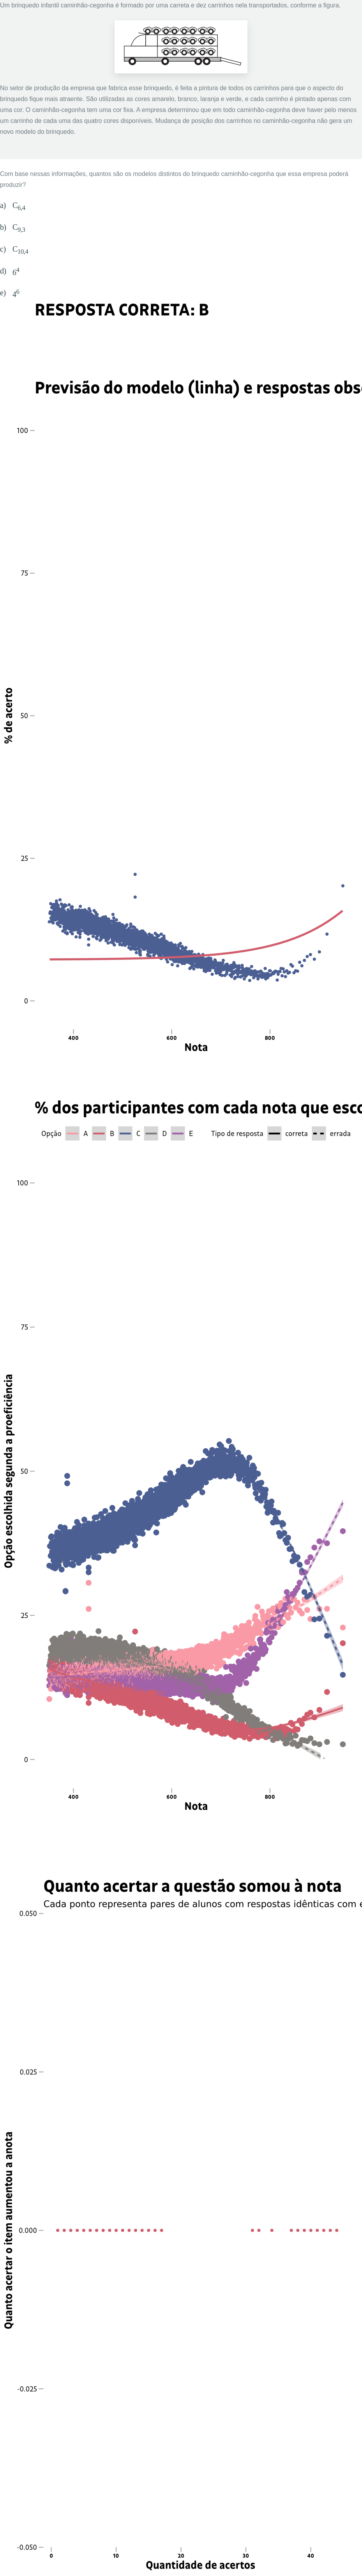 Um brinquedo infantil caminhão-cegonha é formado por uma carreta e dez carrinhos nela transportados, conforme a figura.
No setor de produção da empresa que fabrica esse brinquedo, é feita a pintura de todos os carrinhos para que o aspecto do
brinquedo fique mais atraente. São utilizadas as cores amarelo, branco, laranja e verde, e cada carrinho é pintado apenas com
uma cor. O caminhão-cegonha tem uma cor fixa. A empresa determinou que em todo caminhão-cegonha deve haver pelo menos
um carrinho de cada uma das quatro cores disponíveis. Mudança de posição dos carrinhos no caminhão-cegonha não gera um
novo modelo do brinquedo.
Com base nessas informações, quantos são os modelos distintos do brinquedo caminhão-cegonha que essa empresa poderá
produzir?
a) C6,4
b) C9,3
c) C10,4
d) 6^4
e) 4^6
RESPOSTA CORRETA: B
Previsão do modelo (linha) e respostas obs
100
75
50
25
0
% de acerto
400 600 800
Nota
% dos participantes com cada nota que esco
Opção A B C D E Tipo de resposta correta errada
100
75
50
25
0
Opção escolhida segunda a proeficiência
400 600 800
Nota
Quanto acertar a questão somou à nota
Cada ponto representa pares de alunos com respostas idênticas com e
0.050
0.025
0.000
-0.025
-0.050
Quanto acertar o item aumentou a anota
0 10 20 30 40
Quantidade de acertos